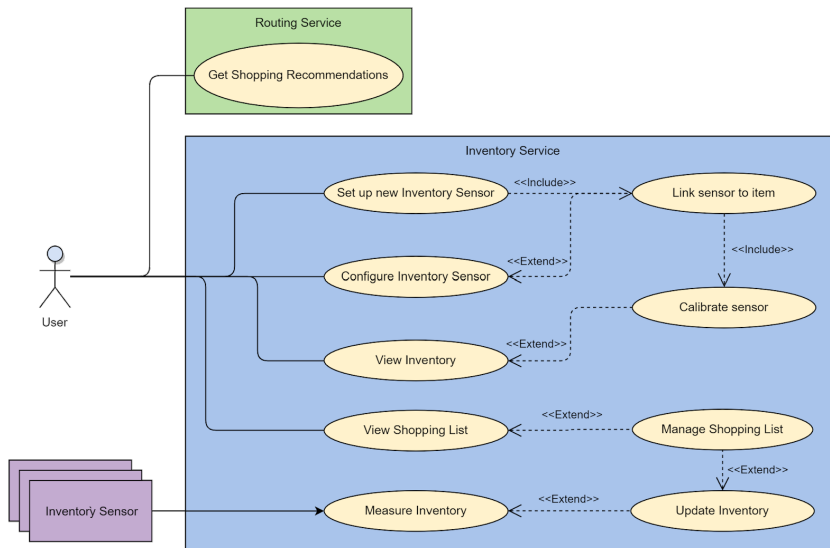 Routing Service
Get Shopping Recommendations
Inventory Service
Set up new Inventory Sensor
<<Include>>
Link sensor to item
<<Include>>
<<Extend>>
Configure Inventory Sensor
Calibrate sensor
User
<<Extend>>
View Inventory
<<Extend>>
View Shopping List
Manage Shopping List
<<Extend>>
Inventory Sensor
Measure Inventory
<<Extend>>
Update Inventory